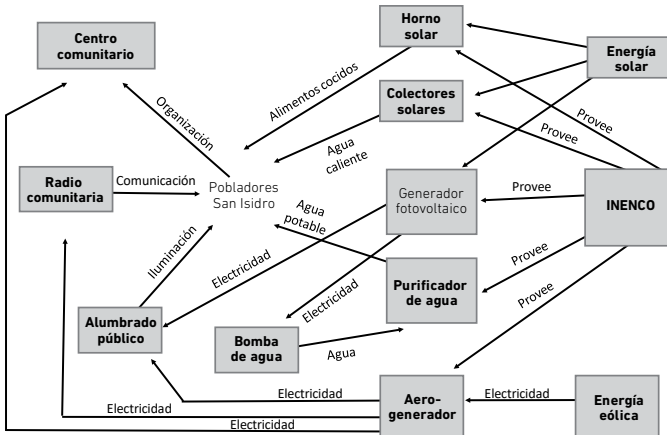 Horno
solar
Centro
comunitario
Energía
solar
Alimentos cocidos
Colectores
solares
Organización
Provee
Provee
Agua
caliente
Radio
comunitaria
Comunicación
Pobladores
San Isidro
Generador
fotovoltaico
Provee
INENCO
Agua
potable
Iluminación
Electricidad
Provee
Purificador
de agua
Electricidad
Provee
Alumbrado
público
Bomba
de agua
Agua
Electricidad
Aero-
generador
Electricidad
Energía
eólica
Electricidad
Electricidad